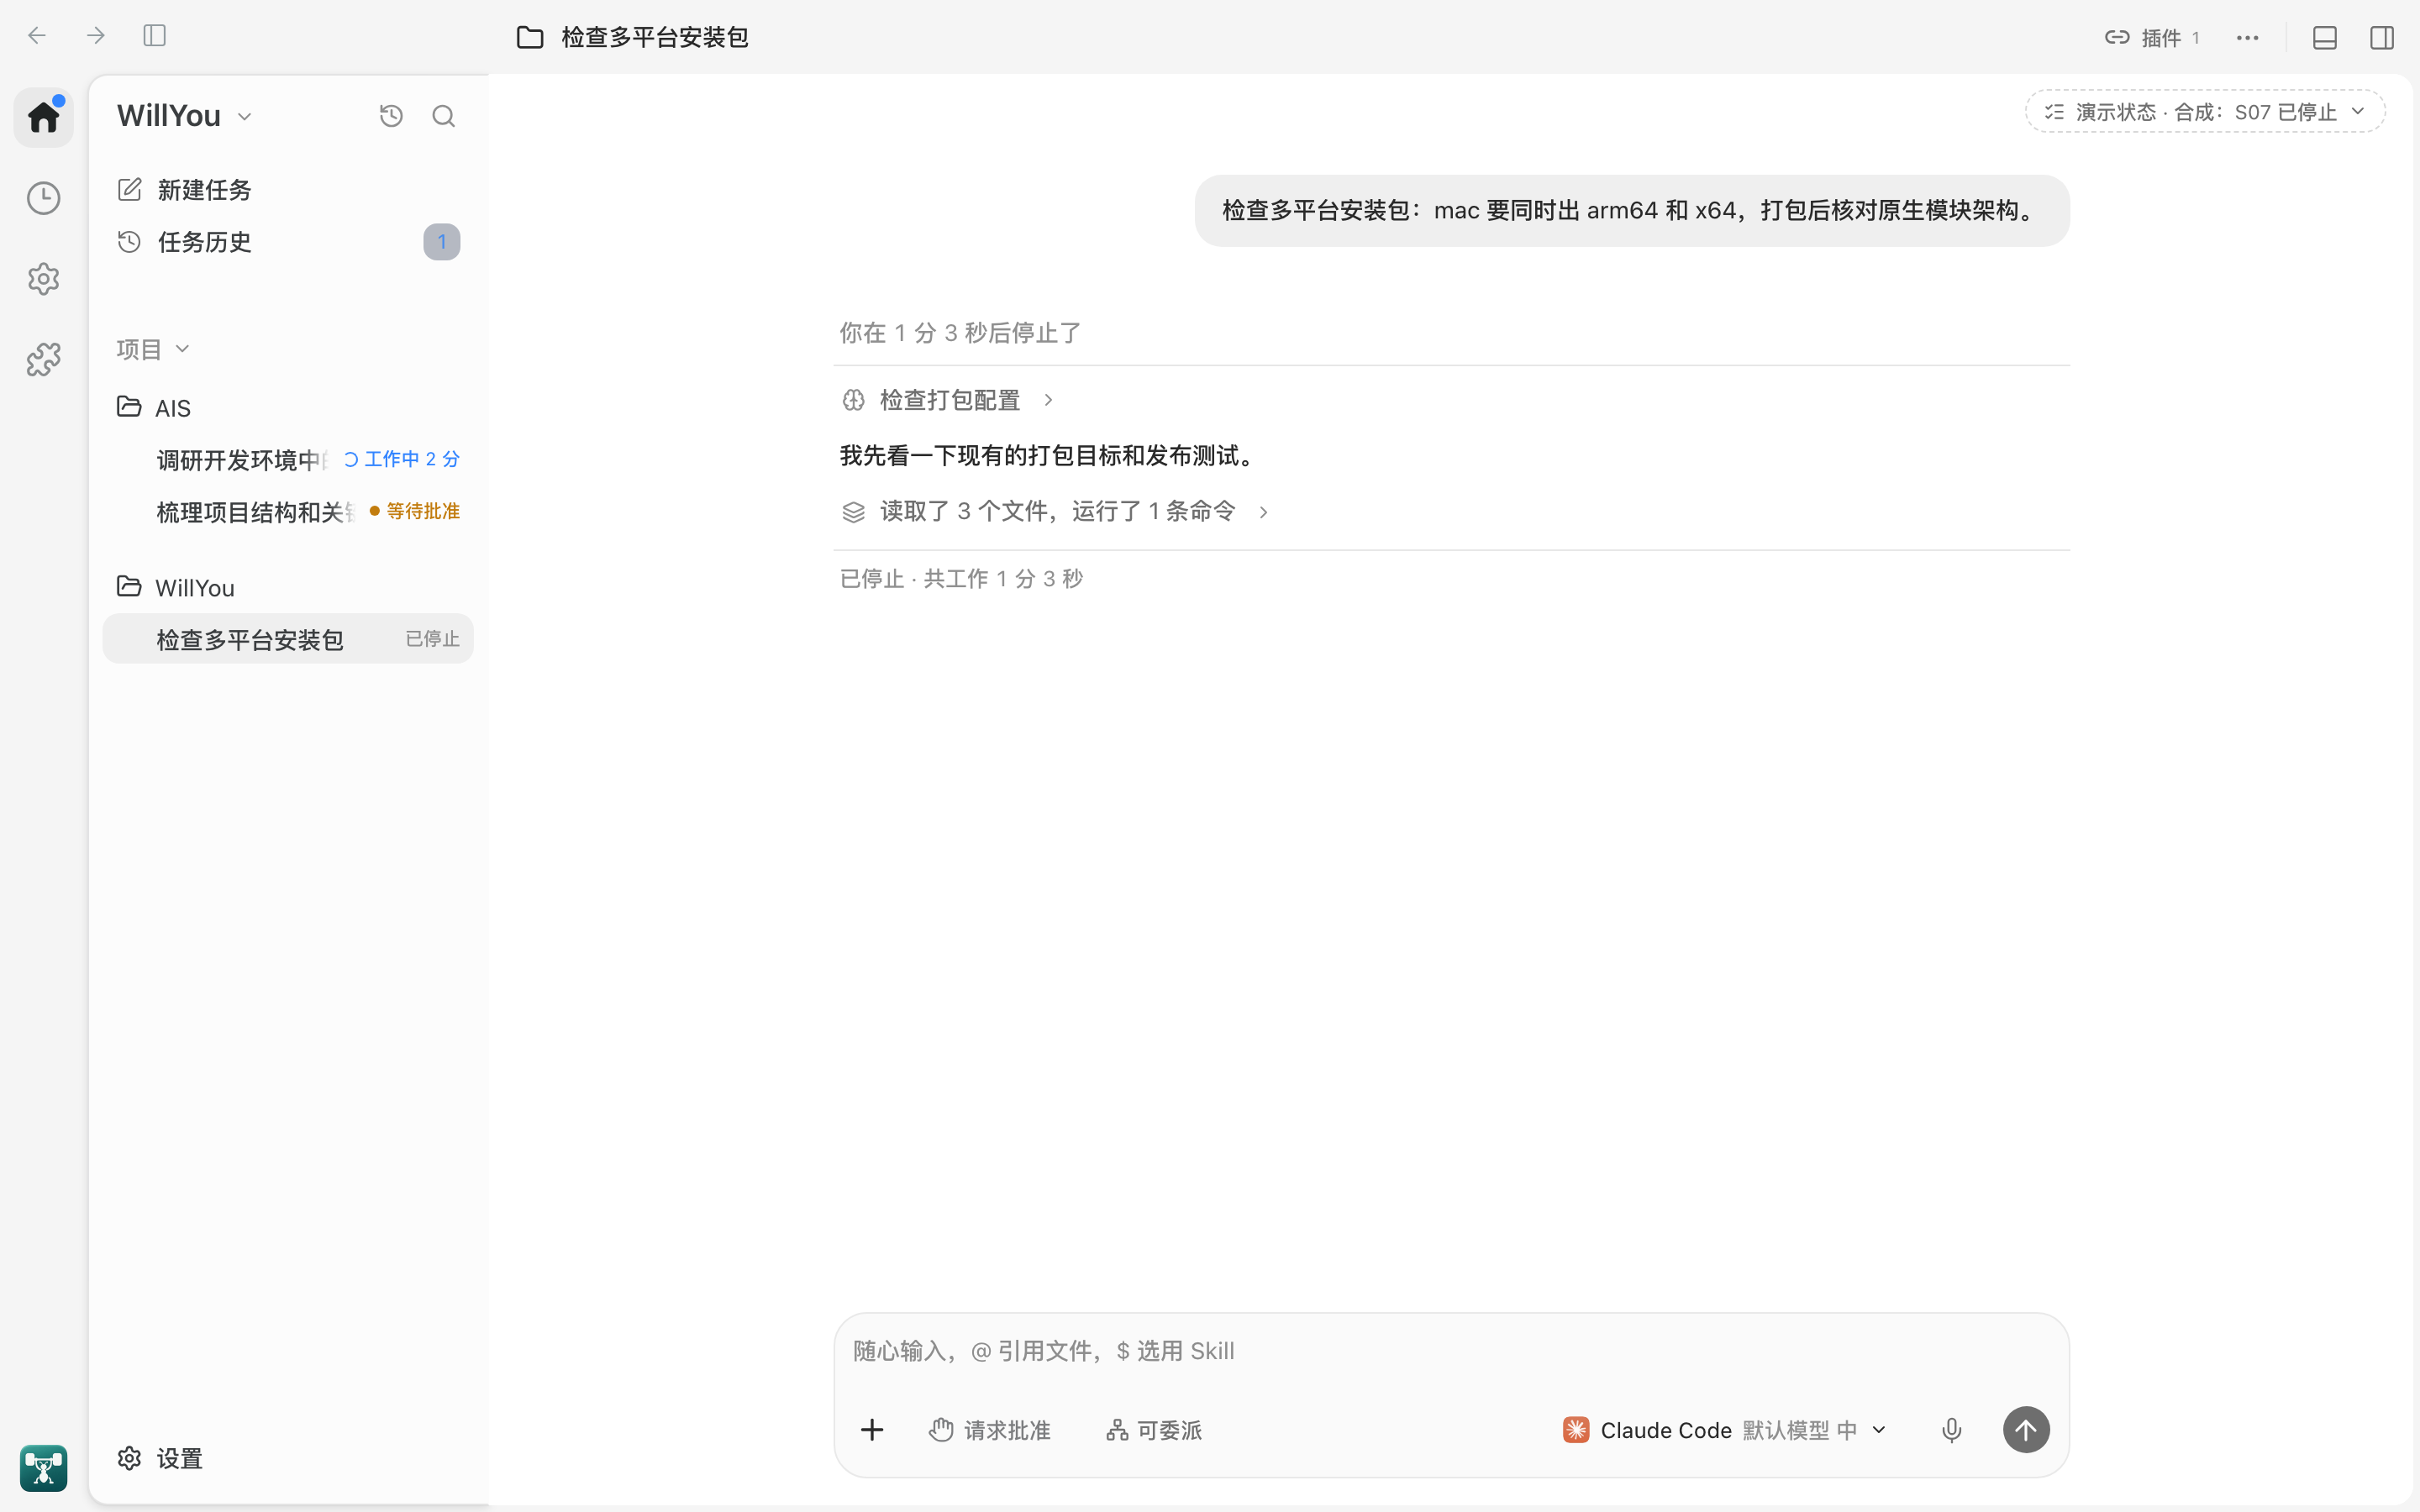 检查多平台安装包
插件 1
WillYou
演示状态 · 合成：S07 已停止
新建任务
任务历史 1
检查多平台安装包：mac 要同时出 arm64 和 x64，打包后核对原生模块架构。
你在 1 分 3 秒后停止了
项目
检查打包配置
AIS
调研开发环境中 工作中 2 分
我先看一下现有的打包目标和发布测试。
梳理项目结构和关 等待批准
读取了 3 个文件，运行了 1 条命令
已停止 · 共工作 1 分 3 秒
WillYou
检查多平台安装包 已停止
随心输入，@ 引用文件，$ 选用 Skill
请求批准 可委派 Claude Code 默认模型 中
设置